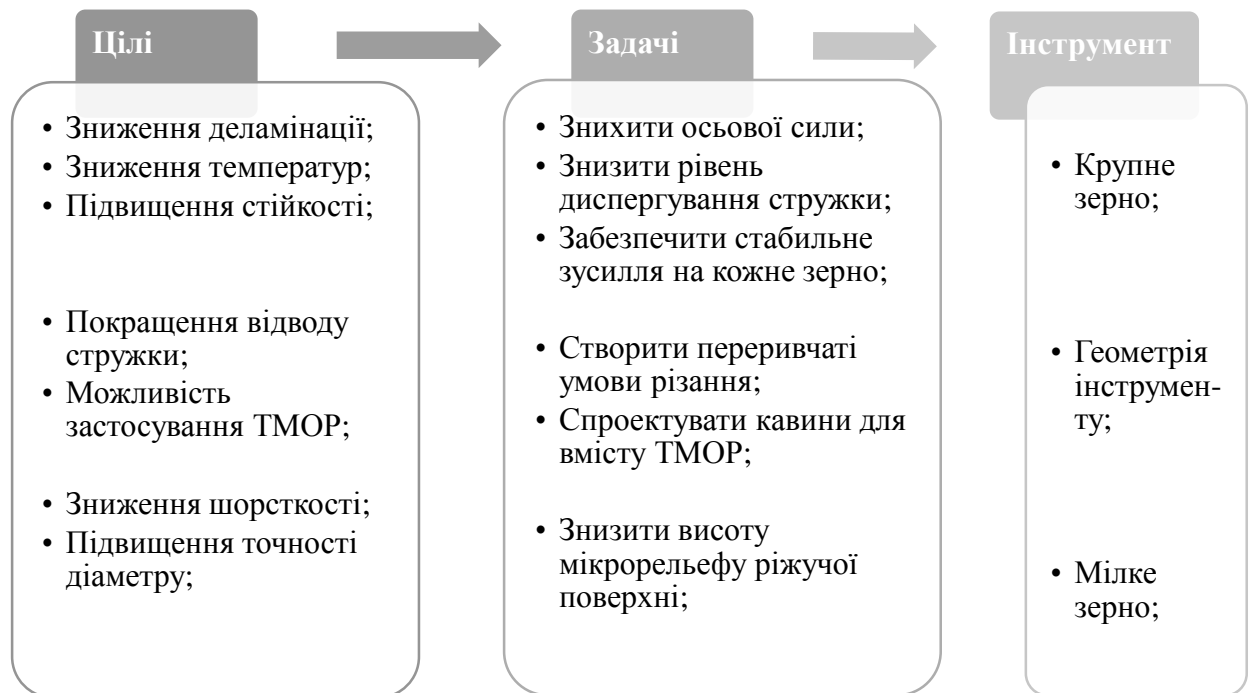 Цілі
• Зниження деламінації;
• Зниження температур;
• Підвищення стійкості;
• Покращення відводу
стружки;
• Можливість
застосування ТМОР;
• Зниження шорсткості;
• Підвищення точності
діаметру;
Задачі
• Знихити осьової сили;
• Знизити рівень
диспергування стружки;
• Забезпечити стабильне
зусилля на кожне зерно;
• Створити переривчаті
умови різання;
• Спроектувати кавини для
вмісту ТМОР;
• Знизити висоту
мікрорельефу ріжучої
поверхні;
Інструмент
• Крупне
зерно;
• Геометрія
інструмен-
ту;
• Мілке
зерно;